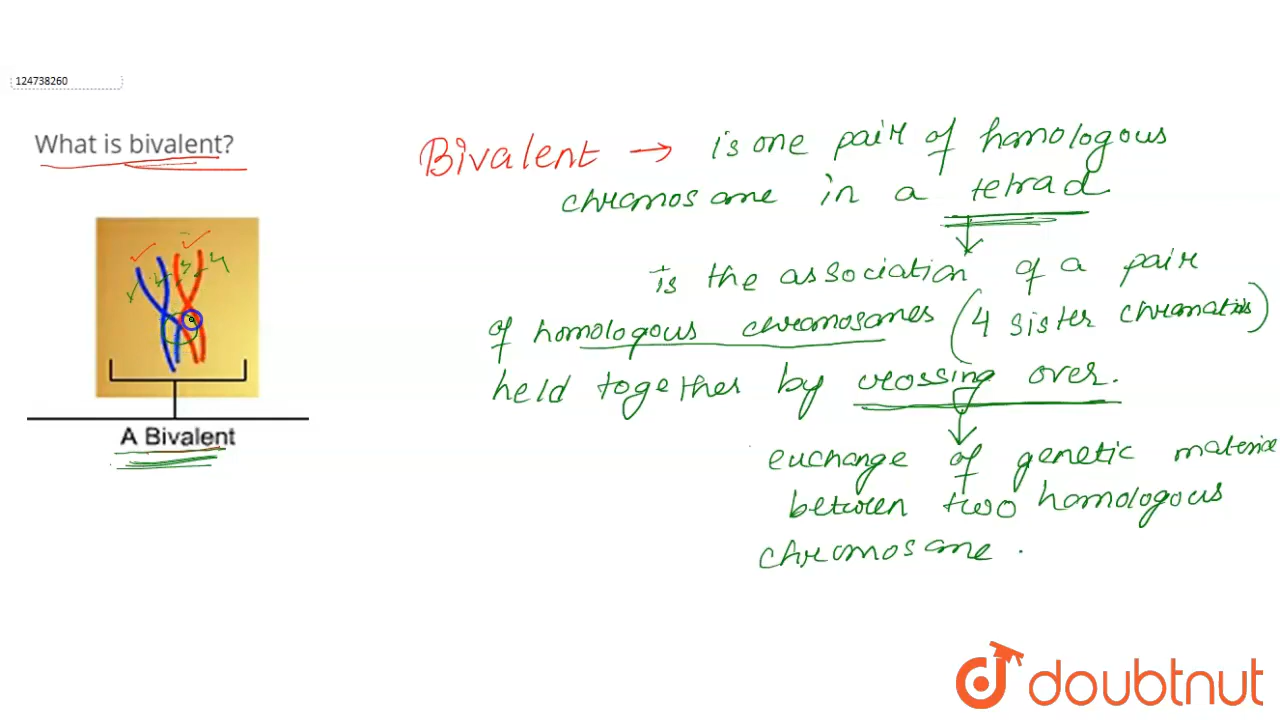 124738260
What is bivalent?
Bivalent → is one pair of homologous
chromosome in a tetrad
is the association of a pair
of homologous chromosomes (4 sister chromatids)
held together by crossing over.
exchange of genetic material
between two homologous
chromosome.
3 4
A Bivalent
doubtnut